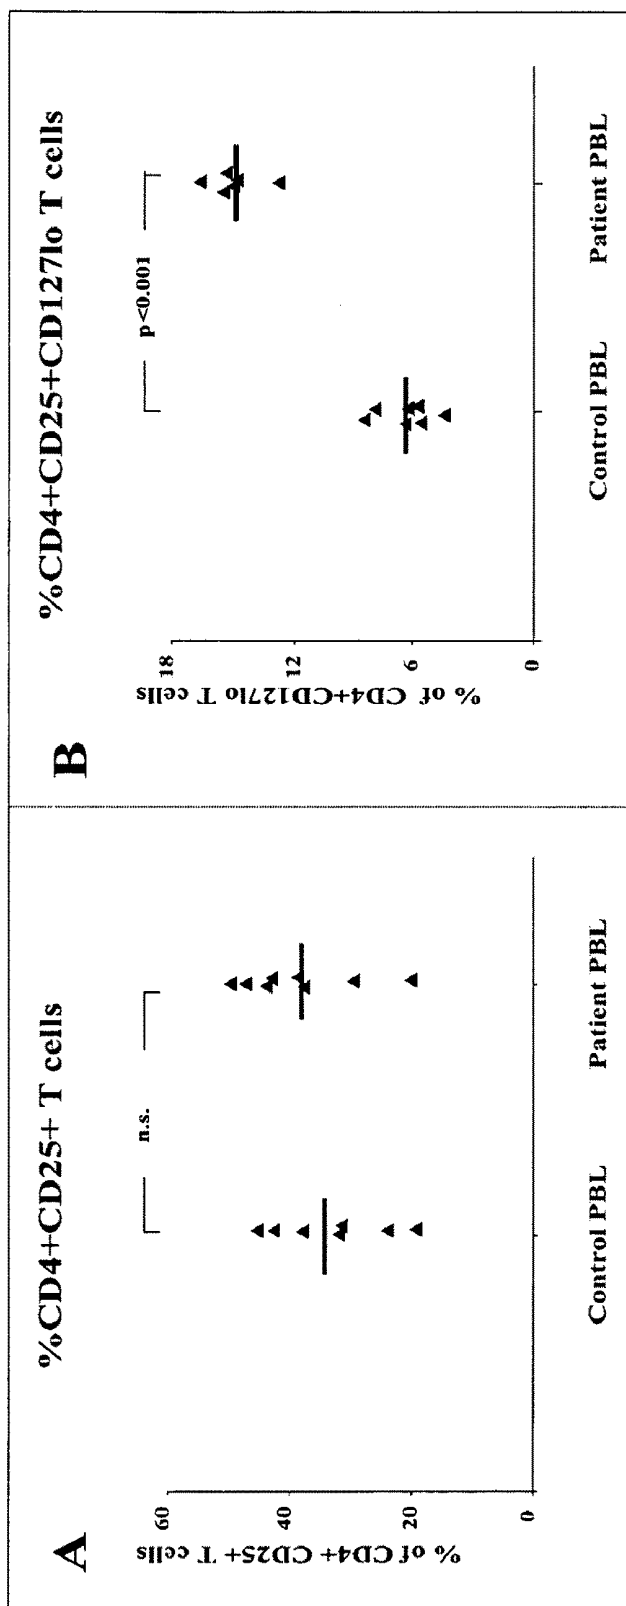 A
%CD4+CD25+ T cells
n.s.
% of CD4+ CD25+ T cells
60
40
20
0
Control PBL
Patient PBL
B
%CD4+CD25+CD127lo T cells
p<0.001
% of CD4+CD127lo T cells
18
12
6
0
Control PBL
Patient PBL